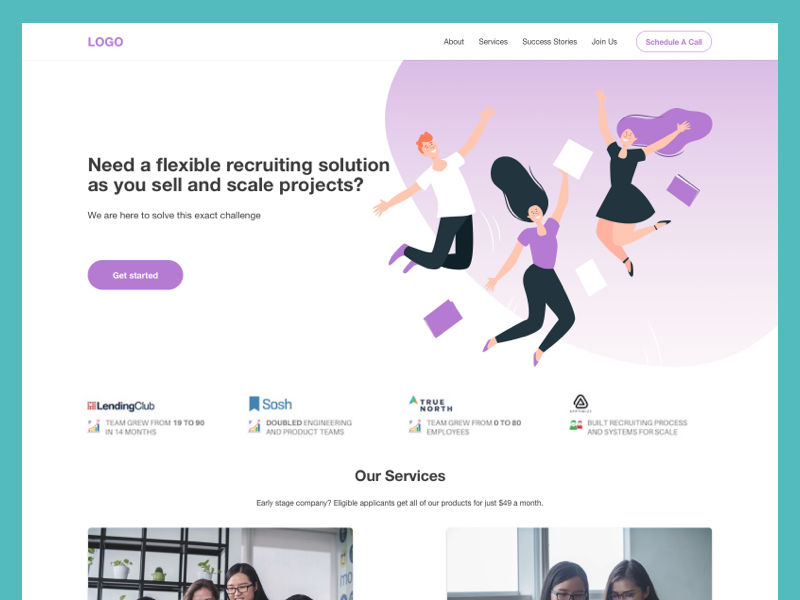 LOGO
About
Services
Success Stories
Join Us
Schedule A Call
Need a flexible recruiting solution
as you sell and scale projects?
We are here to solve this exact challenge
Get started
LendingClub
TEAM GREW FROM 19 TO 90
IN 14 MONTHS
Sosh
DOUBLED ENGINEERING
AND PRODUCT TEAMS
TRUE
NORTH
TEAM GREW FROM 0 TO 80
EMPLOYEES
BUILT RECRUITING PROCESS
AND SYSTEMS FOR SCALE
Our Services
Early stage company? Eligible applicants get all of our products for just $49 a month.